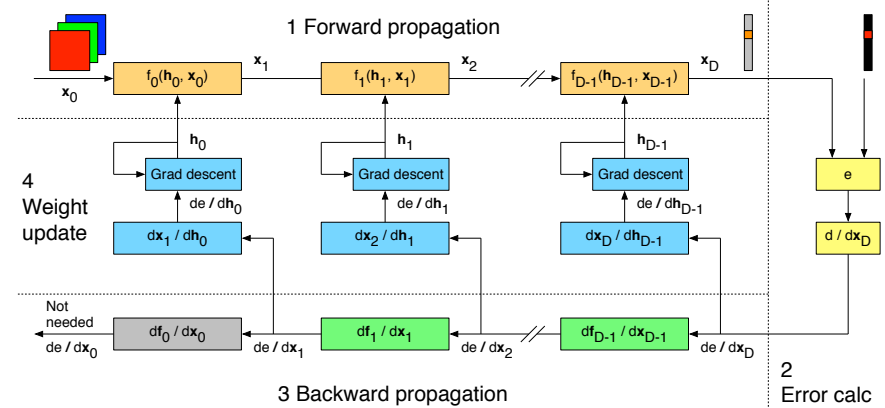 1 Forward propagation
x0
f0(h0, x0)
x1
f1(h1, x1)
x2
fD-1(hD-1, xD-1)
xD
h0
h1
hD-1
4
Weight
update
Grad descent
Grad descent
Grad descent
e
de / dh0
de / dh1
de / dhD-1
dx1 / dh0
dx2 / dh1
dxD / dhD-1
d / dxD
Not
needed
de / dx0
df0 / dx0
de / dx1
df1 / dx1
de / dx2
dfD-1 / dxD-1
de / dxD
3 Backward propagation
2
Error calc